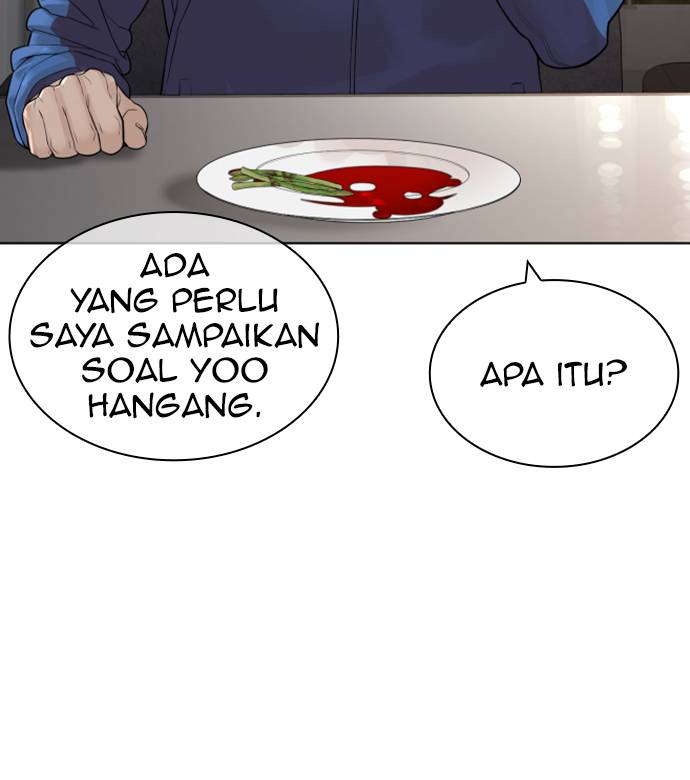 ADA
YANG PERLU
SAYA SAMPAIKAN
SOAL YOO
HANGANG.
APA ITU?